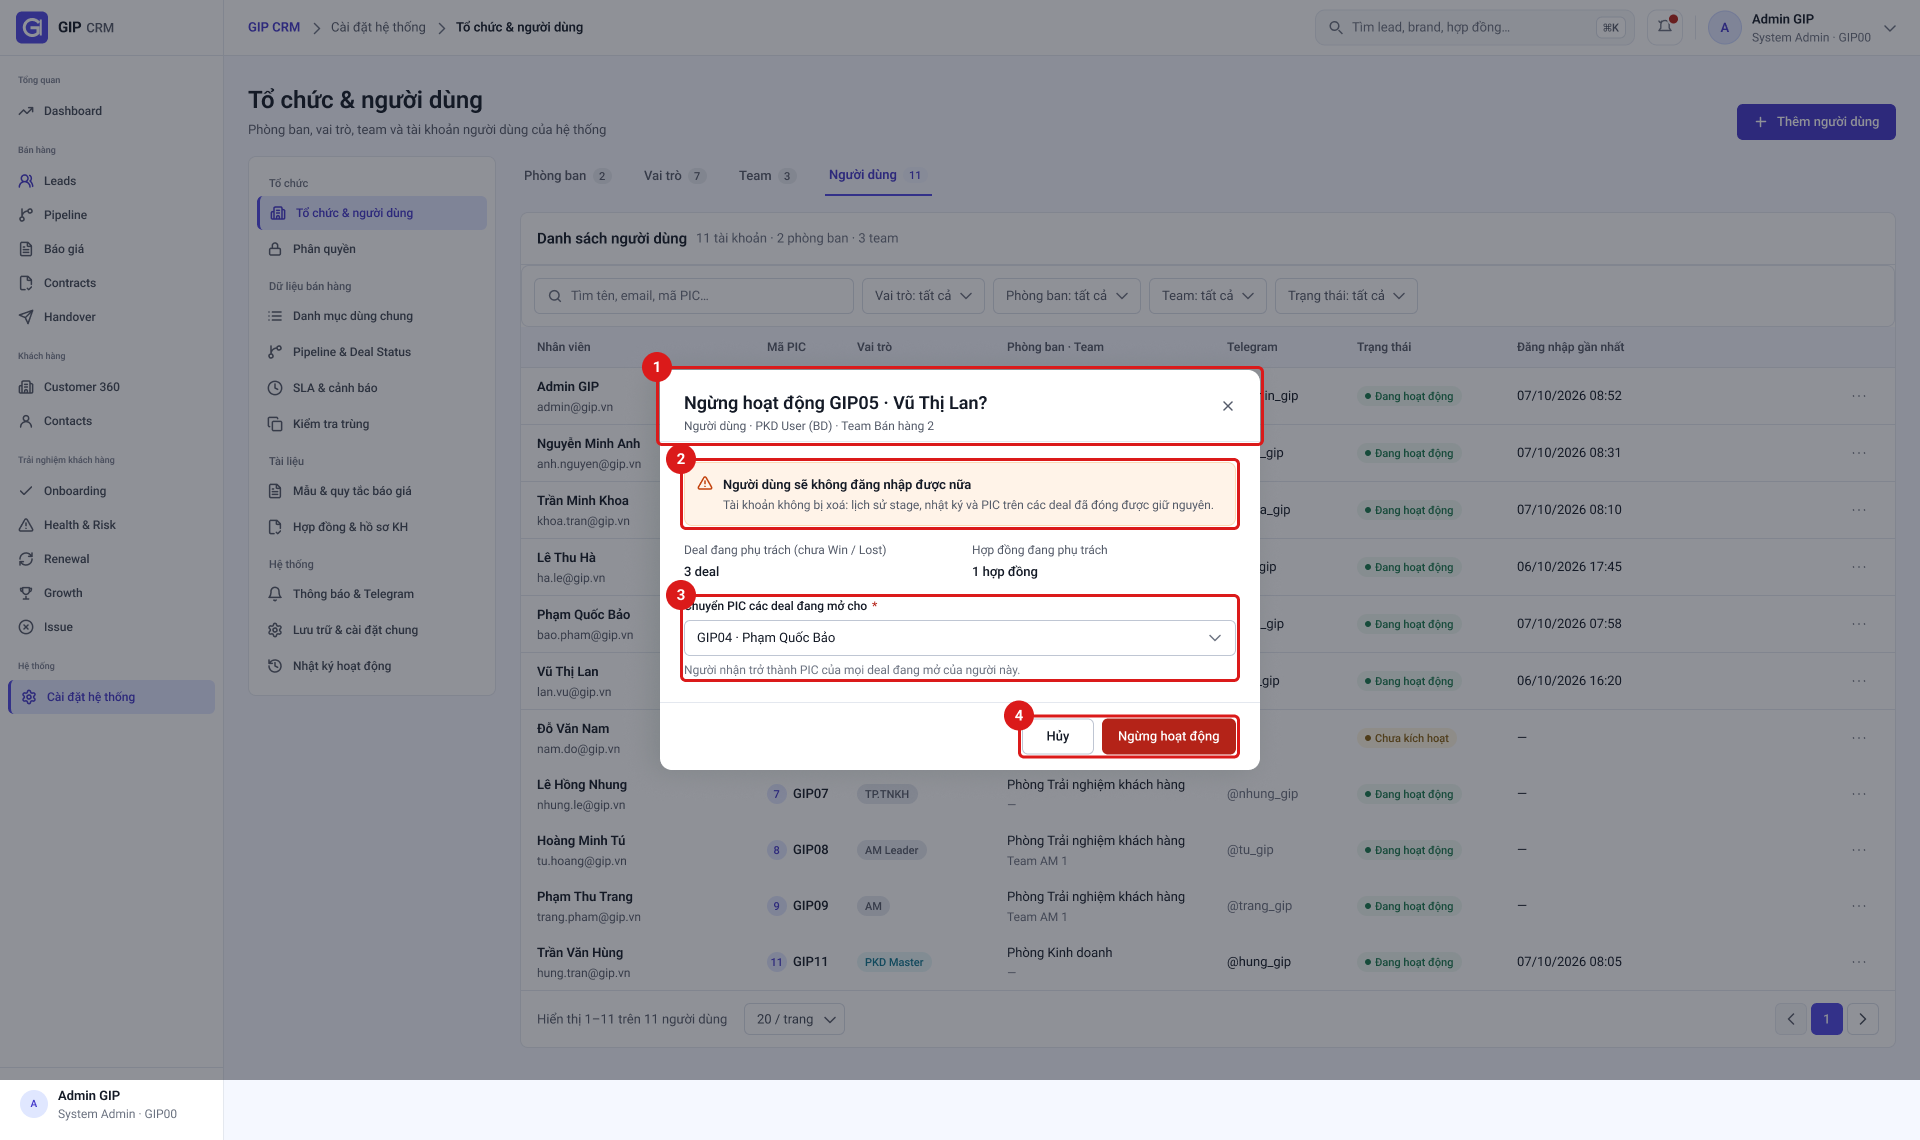 GIP CRM
GIP CRM > Cài đặt hệ thống > Tổ chức & người dùng
Tìm lead, brand, hợp đồng... ⌘K
A
Admin GIP
System Admin · GIP00
Tổng quan
Dashboard
Bán hàng
Leads
Pipeline
Báo giá
Contracts
Handover
Khách hàng
Customer 360
Contacts
Trải nghiệm khách hàng
Onboarding
Health & Risk
Renewal
Growth
Issue
Hệ thống
Cài đặt hệ thống
A
Admin GIP
System Admin · GIP00
Tổ chức & người dùng
Phòng ban, vai trò, team và tài khoản người dùng của hệ thống
+ Thêm người dùng
Tổ chức
Tổ chức & người dùng
Phân quyền
Dữ liệu bán hàng
Danh mục dùng chung
Pipeline & Deal Status
SLA & cảnh báo
Kiểm tra trùng
Tài liệu
Mẫu & quy tắc báo giá
Hợp đồng & hồ sơ KH
Hệ thống
Thông báo & Telegram
Lưu trữ & cài đặt chung
Nhật ký hoạt động
Phòng ban 2 Vai trò 7 Team 3 Người dùng 11
Danh sách người dùng 11 tài khoản · 2 phòng ban · 3 team
Tìm tên, email, mã PIC... Vai trò: tất cả Phòng ban: tất cả Team: tất cả Trạng thái: tất cả
Nhân viên Mã PIC Vai trò Phòng ban · Team Telegram Trạng thái Đăng nhập gần nhất
Admin GIP in_gip Đang hoạt động 07/10/2026 08:52 ...
admin@gip.vn
Nguyễn Minh Anh _gip Đang hoạt động 07/10/2026 08:31 ...
anh.nguyen@gip.vn
Trần Minh Khoa a_gip Đang hoạt động 07/10/2026 08:10 ...
khoa.tran@gip.vn
Lê Thu Hà gip Đang hoạt động 06/10/2026 17:45 ...
ha.le@gip.vn
Phạm Quốc Bảo _gip Đang hoạt động 07/10/2026 07:58 ...
bao.pham@gip.vn
Vũ Thị Lan _gip Đang hoạt động 06/10/2026 16:20 ...
lan.vu@gip.vn
Đỗ Văn Nam Chưa kích hoạt — ...
nam.do@gip.vn
Lê Hồng Nhung 7 GIP07 TP.TNKH Phòng Trải nghiệm khách hàng @nhung_gip Đang hoạt động — ...
nhung.le@gip.vn —
Hoàng Minh Tú 8 GIP08 AM Leader Phòng Trải nghiệm khách hàng @tu_gip Đang hoạt động — ...
tu.hoang@gip.vn Team AM 1
Phạm Thu Trang 9 GIP09 AM Phòng Trải nghiệm khách hàng @trang_gip Đang hoạt động — ...
trang.pham@gip.vn Team AM 1
Trần Văn Hùng 11 GIP11 PKD Master Phòng Kinh doanh @hung_gip Đang hoạt động 07/10/2026 08:05 ...
hung.tran@gip.vn —
Hiển thị 1–11 trên 11 người dùng 20 / trang 1
1
Ngừng hoạt động GIP05 · Vũ Thị Lan?
Người dùng · PKD User (BD) · Team Bán hàng 2
2
Người dùng sẽ không đăng nhập được nữa
Tài khoản không bị xoá: lịch sử stage, nhật ký và PIC trên các deal đã đóng được giữ nguyên.
Deal đang phụ trách (chưa Win / Lost) Hợp đồng đang phụ trách
3 deal 1 hợp đồng
3
Chuyển PIC các deal đang mở cho *
GIP04 · Phạm Quốc Bảo
Người nhận trở thành PIC của mọi deal đang mở của người này.
4
Hủy Ngừng hoạt động